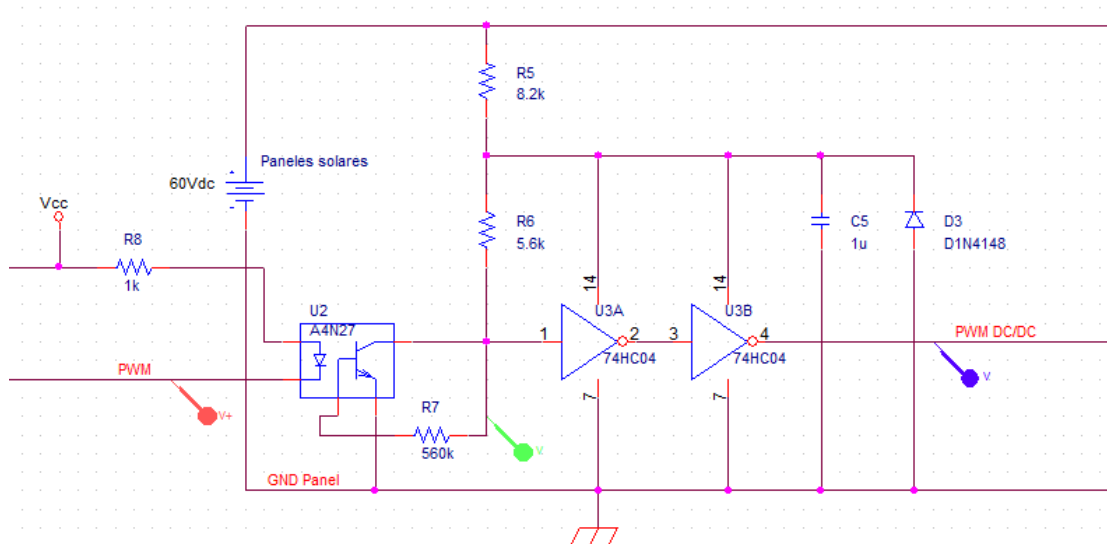 R5
8.2k
Paneles solares
60Vdc
Vcc
R8
1k
R6
5.6k
C5
1u
D3
D1N4148
14
14
U3A
U3B
U2
A4N27
1
2
3
4
74HC04
74HC04
PWM DC/DC
PWM
V+
V
V
7
7
R7
560k
GND Panel